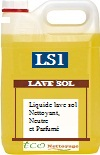 LS1
LAVE SOL
Liquide lave sol
Nettoyant,
Neutre
et Parfumé
eco Nettoyage